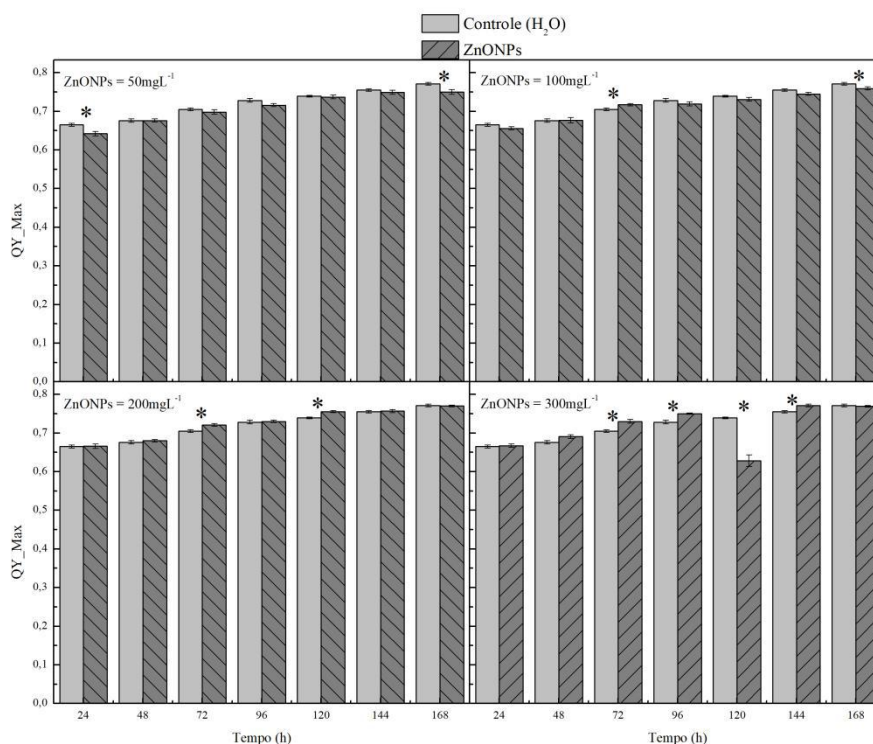 Controle (H₂O)
ZnONPs
ZnONPs = 50mgL⁻¹
*
*
ZnONPs = 100mgL⁻¹
*
*
0,8
0,7
0,6
0,5
0,4
0,3
0,2
0,1
0,0
QY_Max
ZnONPs = 200mgL⁻¹
*
*
ZnONPs = 300mgL⁻¹
*
*
*
*
0,8
0,7
0,6
0,5
0,4
0,3
0,2
0,1
0,0
QY_Max
24 48 72 96 120 144 168
24 48 72 96 120 144 168
Tempo (h)
Tempo (h)